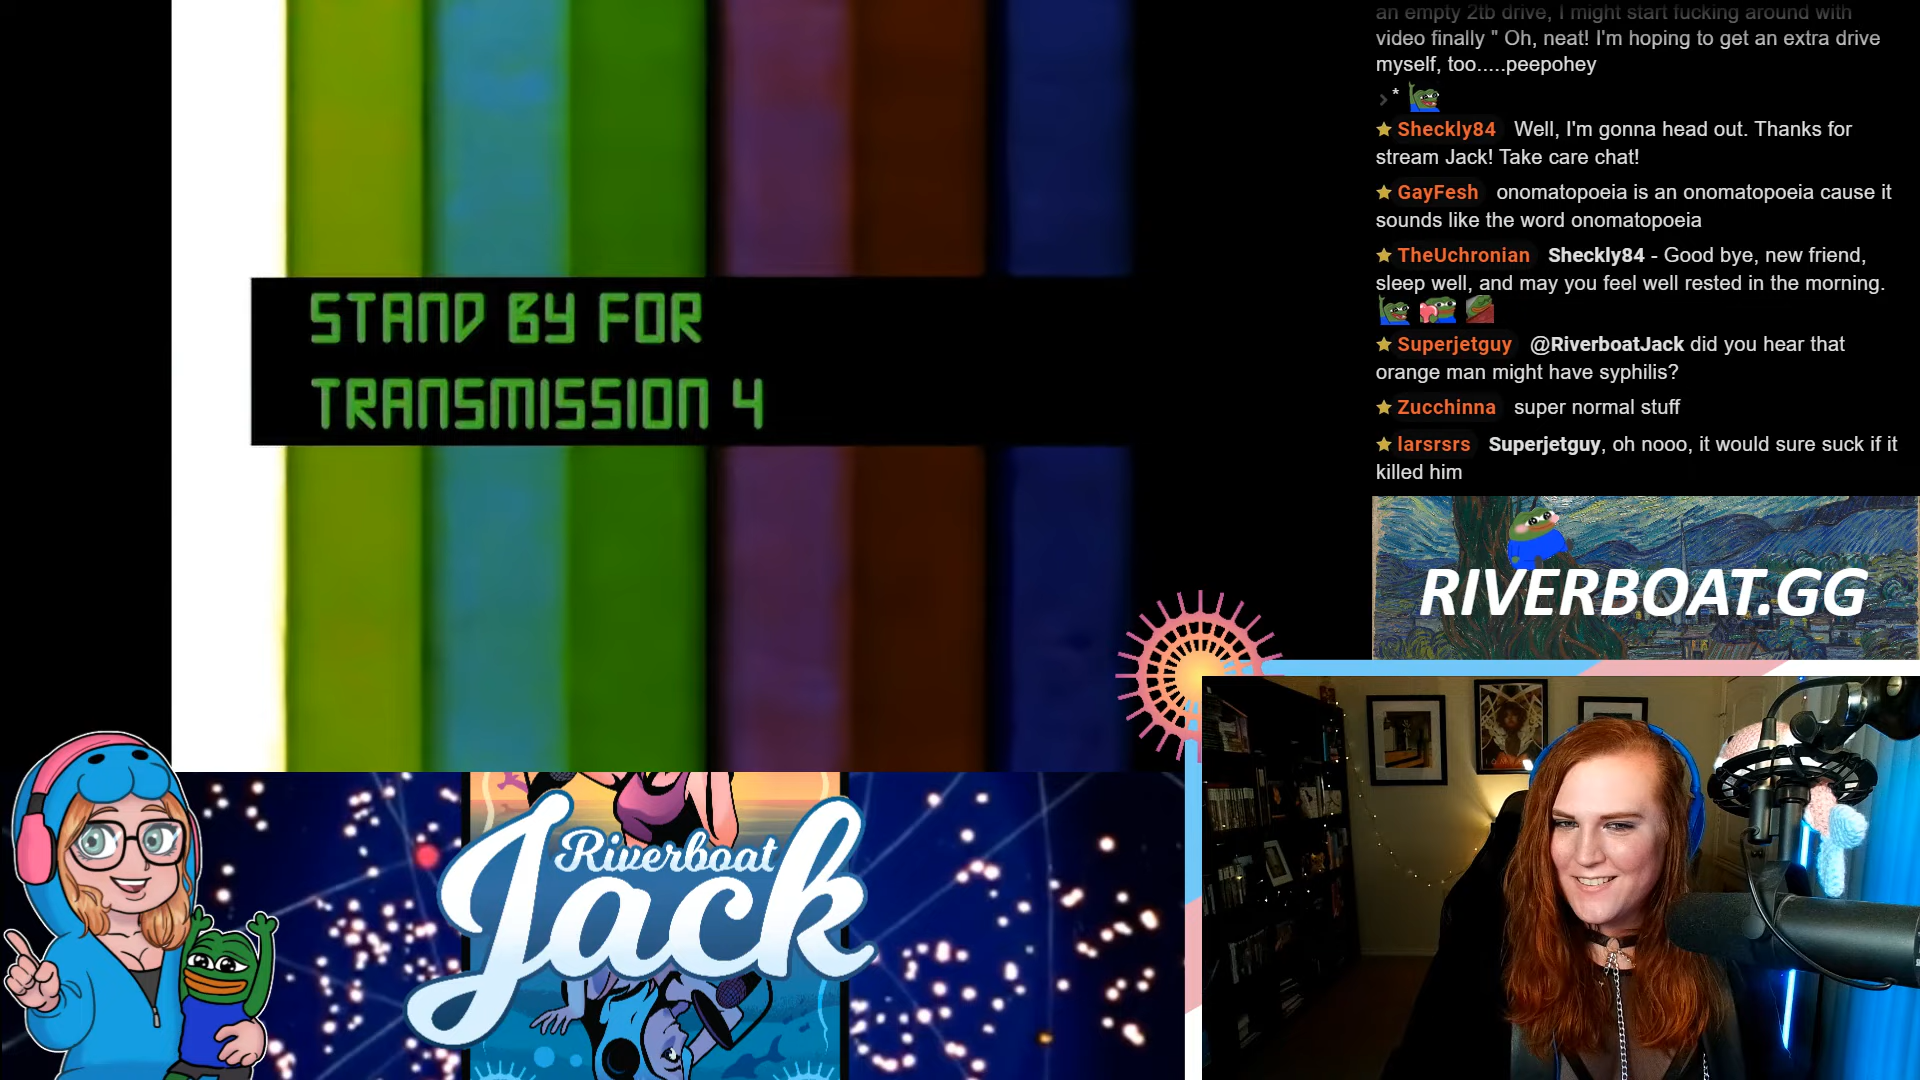 STAND BY FOR
TRANSMISSION 4
an empty 2tb drive, I might start fucking around with
video finally " Oh, neat! I'm hoping to get an extra drive
myself, too.....peepohey
>*
Sheckly84 Well, I'm gonna head out. Thanks for
stream Jack! Take care chat!
GayFesh onomatopoeia is an onomatopoeia cause it
sounds like the word onomatopoeia
TheUchronian Sheckly84 - Good bye, new friend,
sleep well, and may you feel well rested in the morning.
Superjetguy @RiverboatJack did you hear that
orange man might have syphilis?
Zucchinna super normal stuff
larsrsrs Superjetguy, oh nooo, it would sure suck if it
killed him
RIVERBOAT.GG
Riverboat
Jack